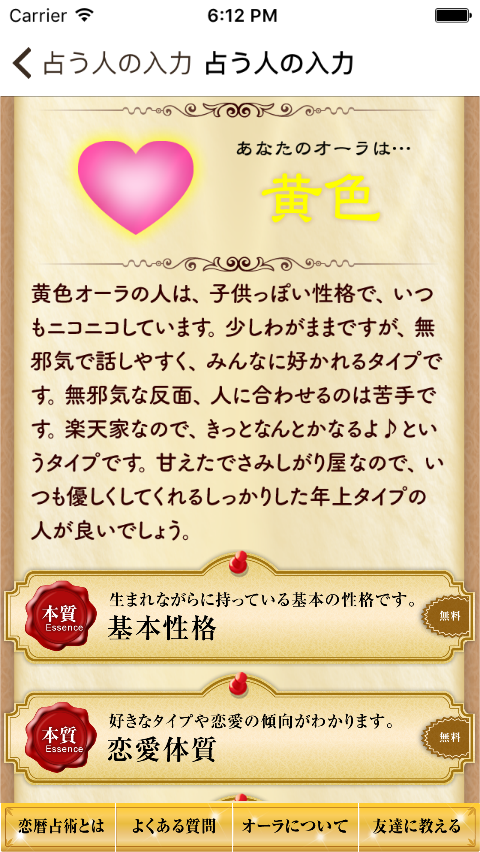 Carrier 6:12 PM
占う人の入力 占う人の入力
あなたのオーラは…
黄色
黄色オーラの人は、子供っぽい性格で、いつ
もニコニコしています。少しわがままですが、無
邪気で話しやすく、みんなに好かれるタイプで
す。無邪気な反面、人に合わせるのは苦手で
す。楽天家なので、きっとなんとかなるよ♪とい
うタイプです。甘えたでさみしがり屋なので、い
つも優しくしてくれるしっかりした年上タイプの
人が良いでしょう。
本質
Essence
生まれながらに持っている基本の性格です。
基本性格
無料
本質
Essence
好きなタイプや恋愛の傾向がわかります。
恋愛体質
無料
恋暦占術とは
よくある質問
オーラについて
友達に教える